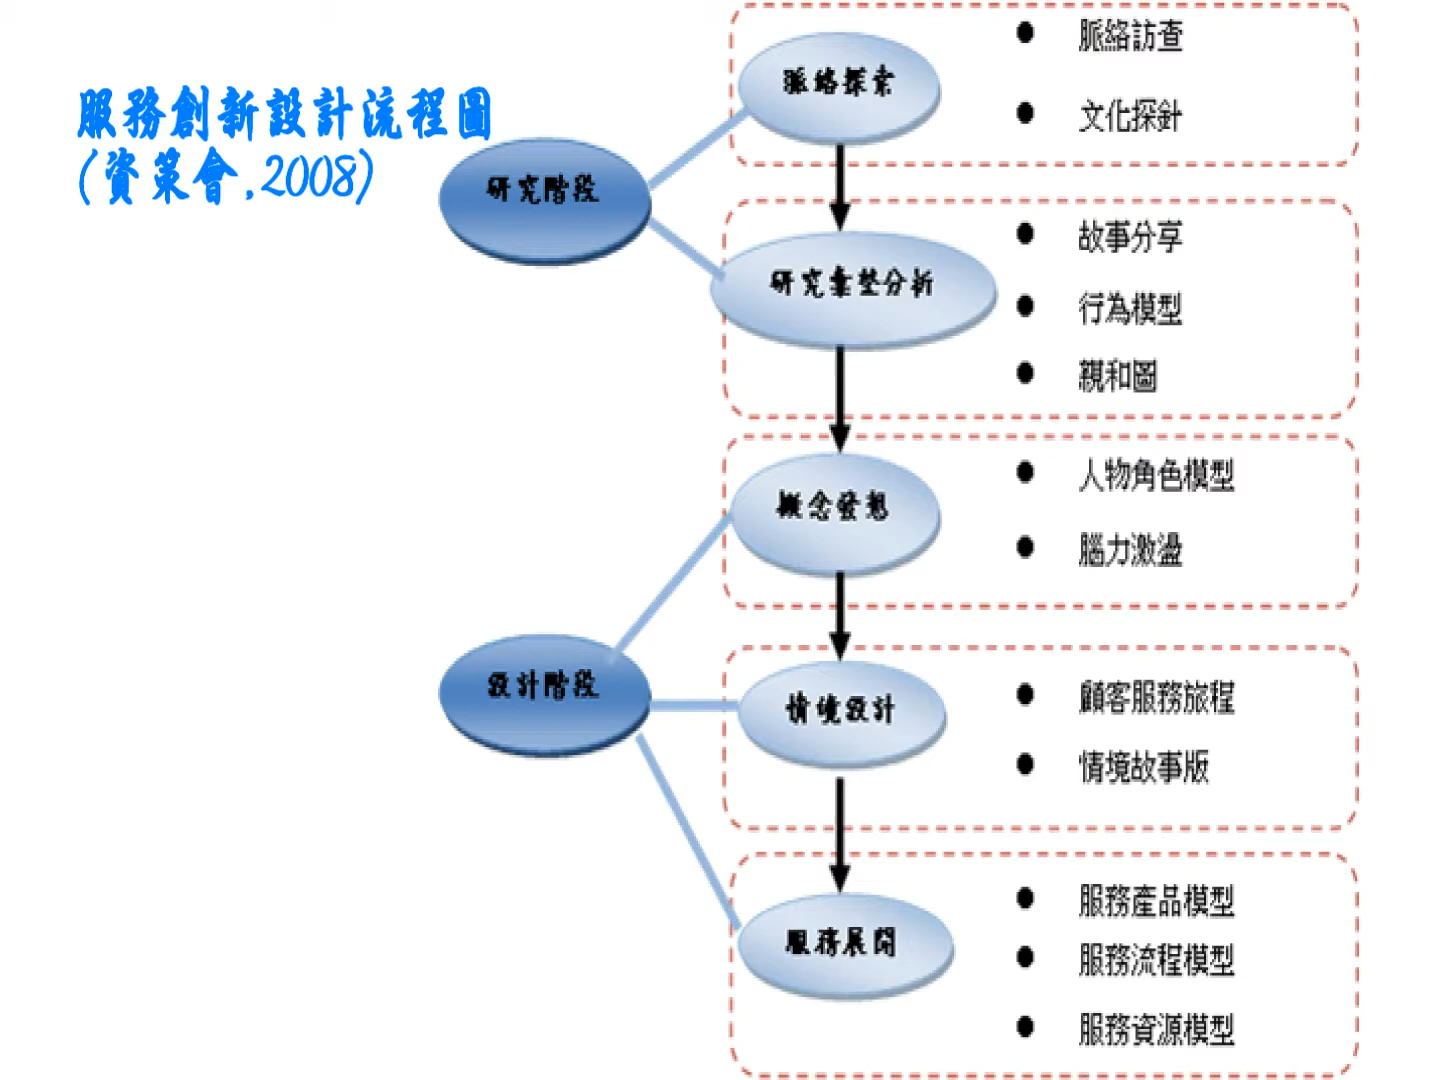 服務創新設計流程圖
(資策會,2008)
研究階段
脈絡探索
脈絡訪查
文化探針
研究彙整分析
故事分享
行為模型
親和圖
設計階段
概念發想
人物角色模型
腦力激盪
情境設計
顧客服務旅程
情境故事版
服務展開
服務產品模型
服務流程模型
服務資源模型